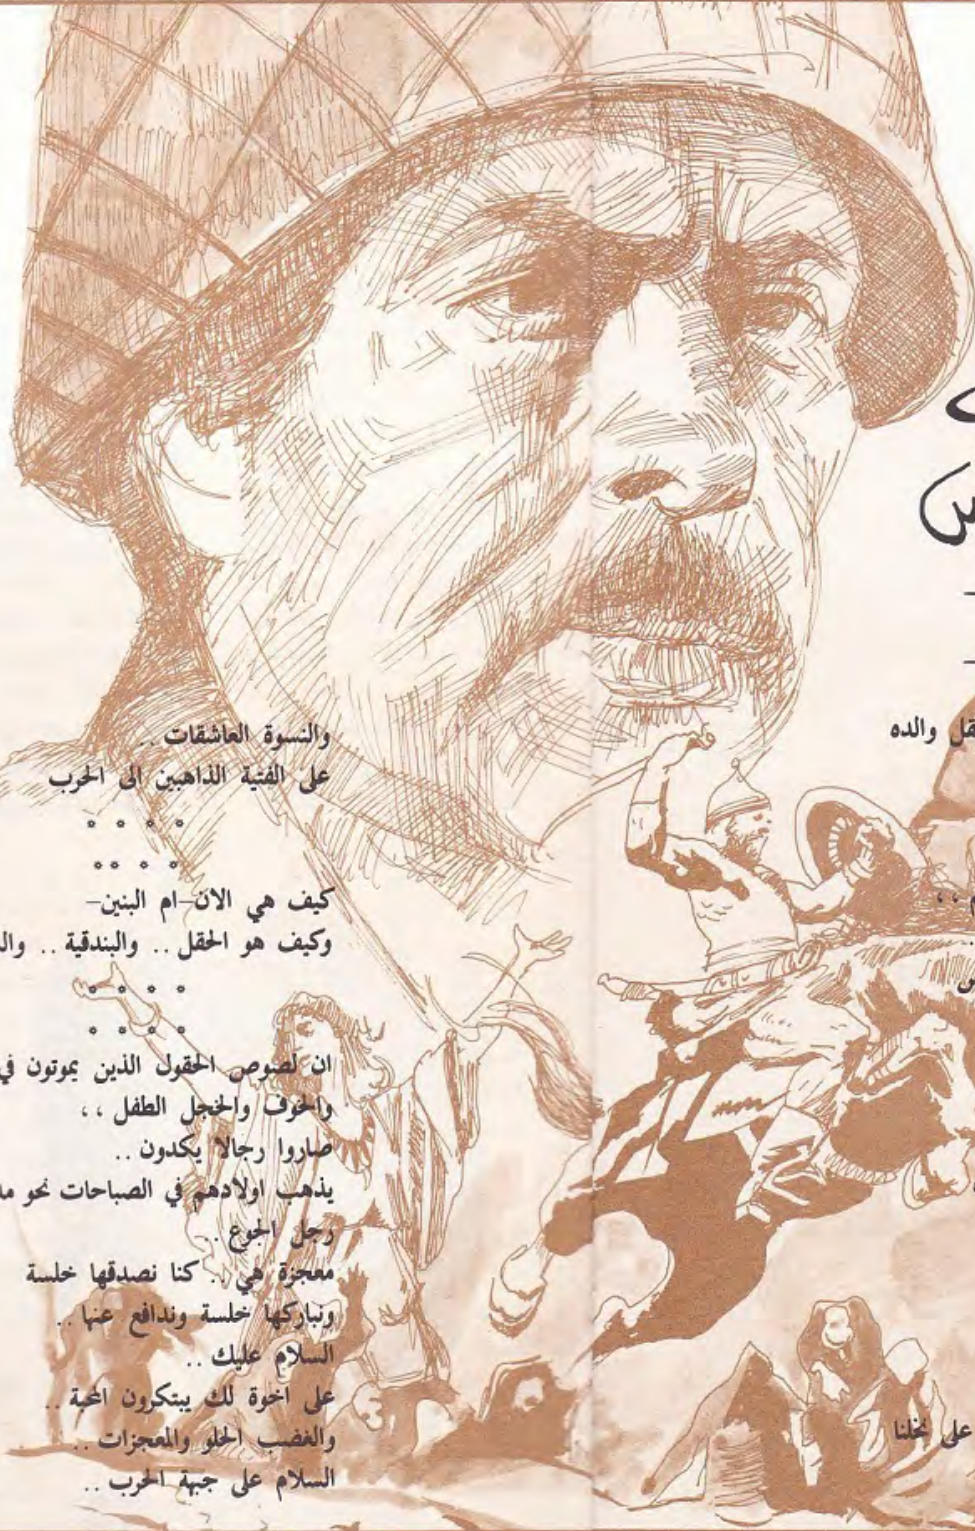 قل والده
م ،،
على نخلنا
والنسوة العاشقات ..
على الفتية الذاهبين الى الحرب
* * * *
* * * *
كيف هي الان -ام البنين-
وكيف هو الحقل .. والبندقية .. وال
* * * *
* * * *
ان لصوص الحقول الذين يموتون في
والخوف والخجل الطفل ،،
صاروا رجالا يكدون ..
يذهب اولادهم في الصباحات نحو مد
رحل الجوع ..
معجزة هي .. كنا نصدقها خلسة
ونباركها خلسة وندافع عنها ..
السلام عليك ..
على اخوة لك يبتكرون المحبة ..
والغضب الحلو والمعجزات ..
السلام على جبهة الحرب ..